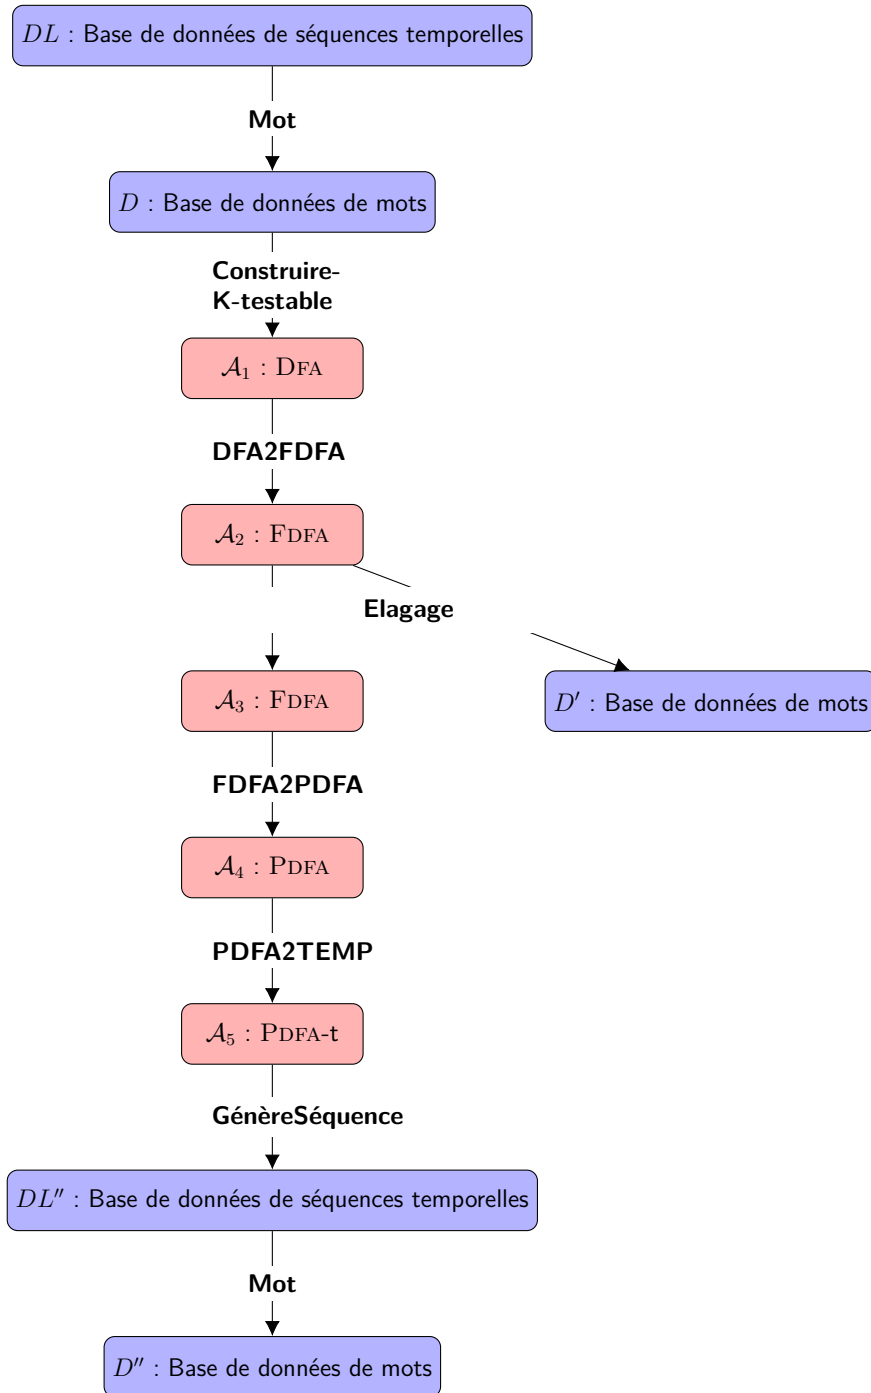 DL : Base de données de séquences temporelles
Mot
D : Base de données de mots
Construire-
K-testable
𝒜₁ : DFA
DFA2FDFA
𝒜₂ : FDFA
Elagage
𝒜₃ : FDFA
D′ : Base de données de mots
FDFA2PDFA
𝒜₄ : PDFA
PDFA2TEMP
𝒜₅ : PDFA-t
GénèreSéquence
DL″ : Base de données de séquences temporelles
Mot
D″ : Base de données de mots